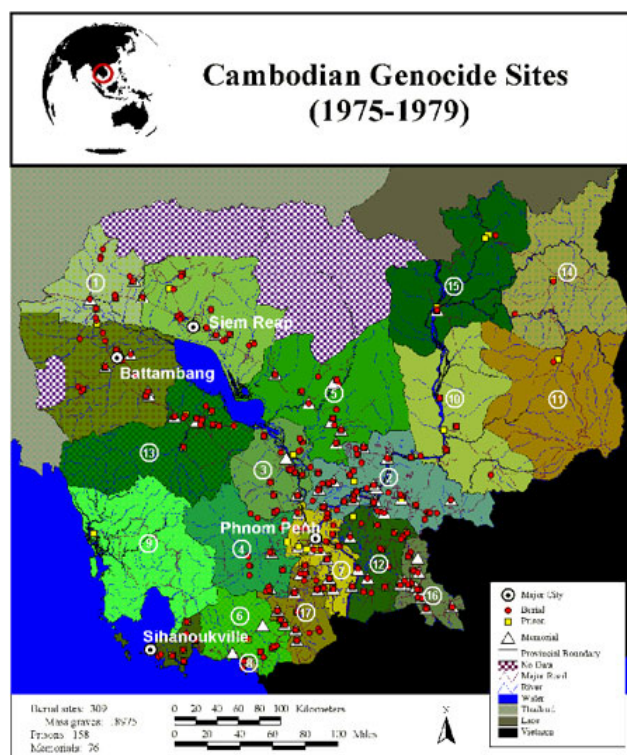 Cambodian Genocide Sites
(1975-1979)
15
14
1
Siem Reap
Battambang
5
10
11
13
3
2
Phnom Penh
9
4
7
12
16
6
17
Sihanoukville
8
Major City
Burial
Prison
Memorial
Provincial Boundary
No Data
Major Road
River
Water
Thailand
Laos
Vietnam
Burial sites: 309
Mass graves: 18975
Prisons 158
Memorials: 76
0 20 40 60 80 100 Kilometers
0 20 40 60 80 100 Miles
N